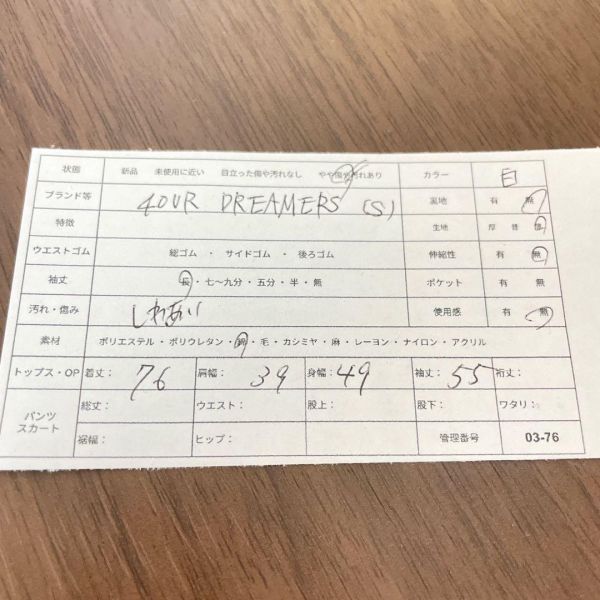 状態 新品 未使用に近い 目立った傷や汚れなし やや傷や汚れあり カラー 白
ブランド等 4OUR DREAMERS (S) 裏地 有 無
特徴 生地 厚 普 薄
ウエストゴム 総ゴム ・ サイドゴム ・ 後ろゴム 伸縮性 有 無
袖丈 長・七〜九分・五分・半・無 ポケット 有 無
汚れ・傷み しわあり 使用感 有 無
素材 ポリエステル・ポリウレタン・綿・毛・カシミヤ・麻・レーヨン・ナイロン・アクリル
トップス・OP 着丈: 76 肩幅: 39 身幅: 49 袖丈: 55 裄丈:
パンツ スカート 総丈: ウエスト: 股上: 股下: ワタリ:
裾幅: ヒップ: 管理番号 03-76